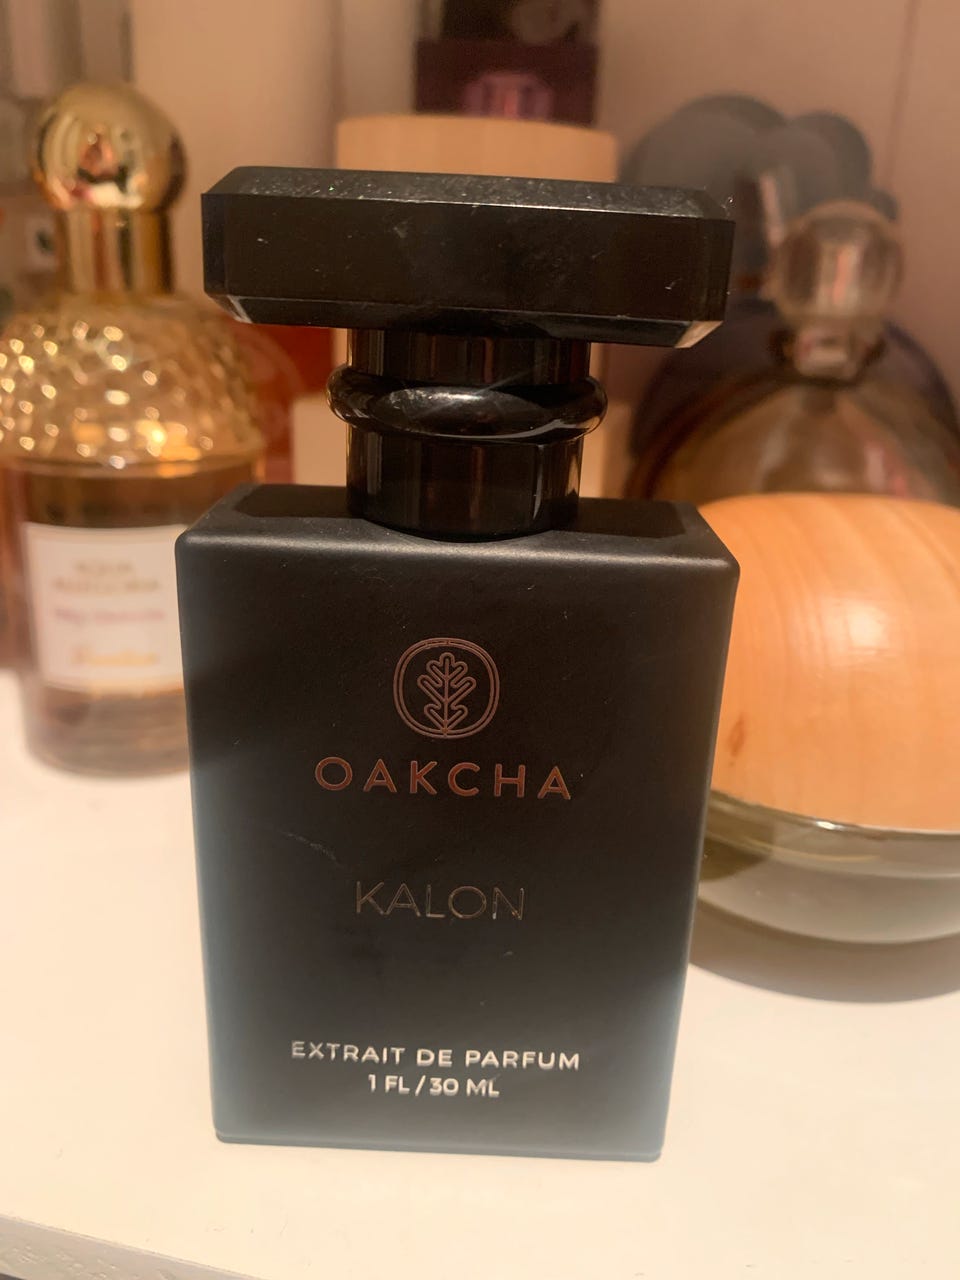 OAKCHA
KALON
EXTRAIT DE PARFUM
1 FL / 30 ML